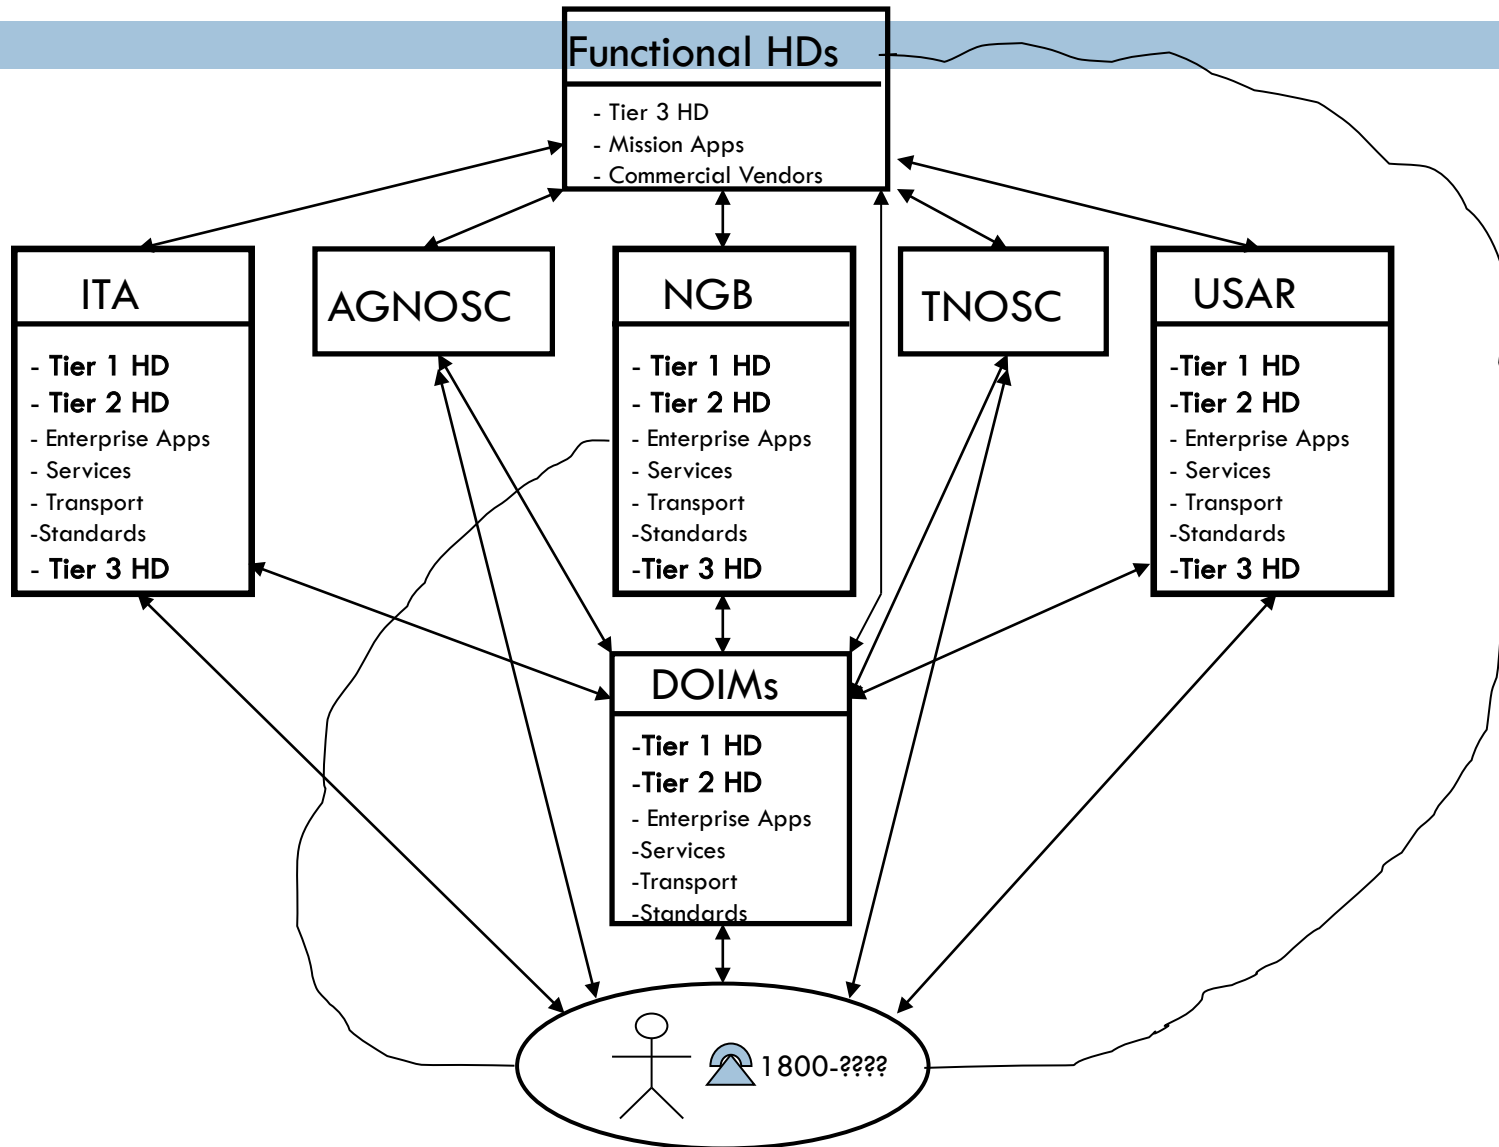 Functional HDs
- Tier 3 HD
- Mission Apps
- Commercial Vendors
ITA
- Tier 1 HD
- Tier 2 HD
- Enterprise Apps
- Services
- Transport
-Standards
- Tier 3 HD
AGNOSC
NGB
- Tier 1 HD
- Tier 2 HD
- Enterprise Apps
- Services
- Transport
-Standards
-Tier 3 HD
TNOSC
USAR
-Tier 1 HD
-Tier 2 HD
- Enterprise Apps
- Services
- Transport
-Standards
-Tier 3 HD
DOIMs
-Tier 1 HD
-Tier 2 HD
- Enterprise Apps
-Services
-Transport
-Standards
1800-????